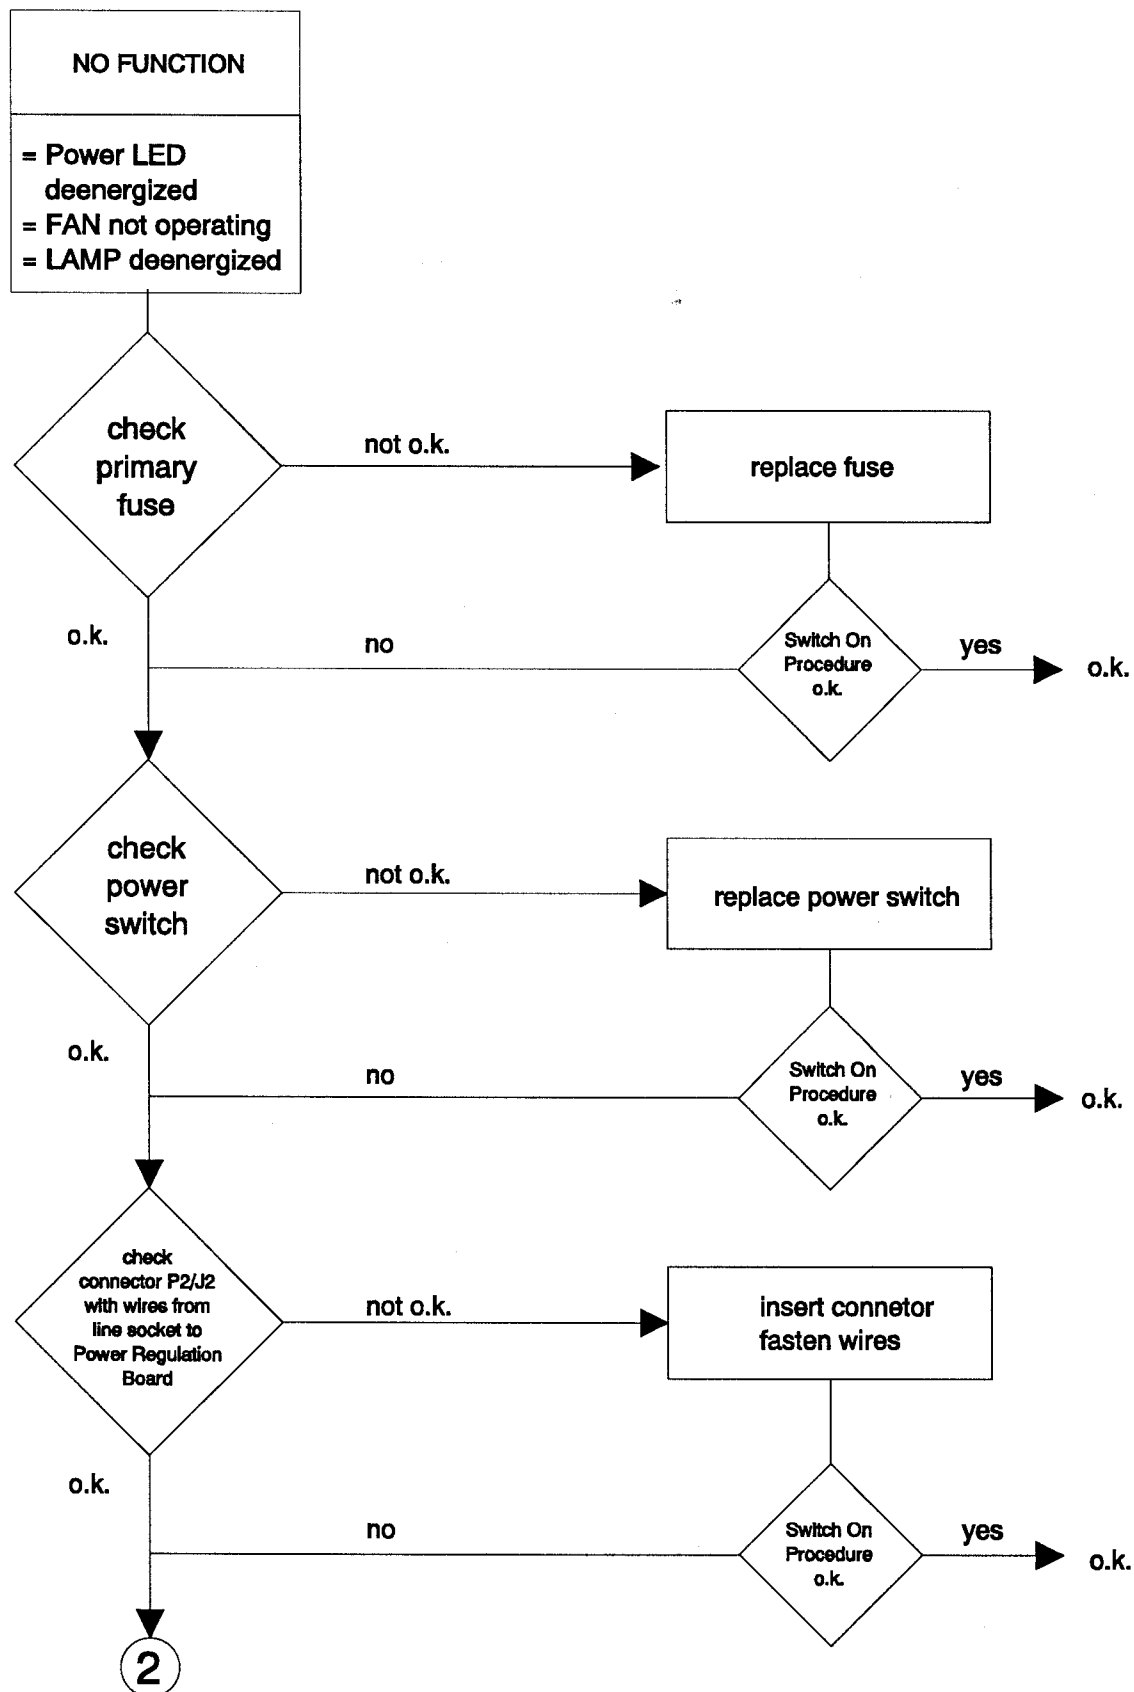 NO FUNCTION
= Power LED
deenergized
= FAN not operating
= LAMP deenergized
check
primary
fuse
not o.k.
replace fuse
o.k.
no
Switch On
Procedure
o.k.
yes
o.k.
check
power
switch
not o.k.
replace power switch
o.k.
no
Switch On
Procedure
o.k.
yes
o.k.
check
connector P2/J2
with wires from
line socket to
Power Regulation
Board
not o.k.
insert connetor
fasten wires
o.k.
no
Switch On
Procedure
o.k.
yes
o.k.
2